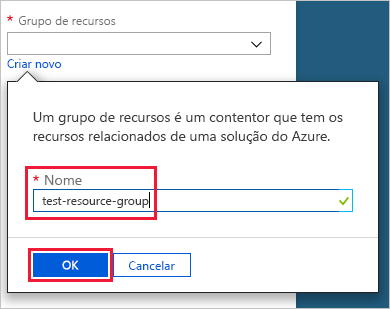 * Grupo de recursos
Criar novo
Um grupo de recursos é um contentor que tem os
recursos relacionados de uma solução do Azure.
* Nome
test-resource-group
OK Cancelar